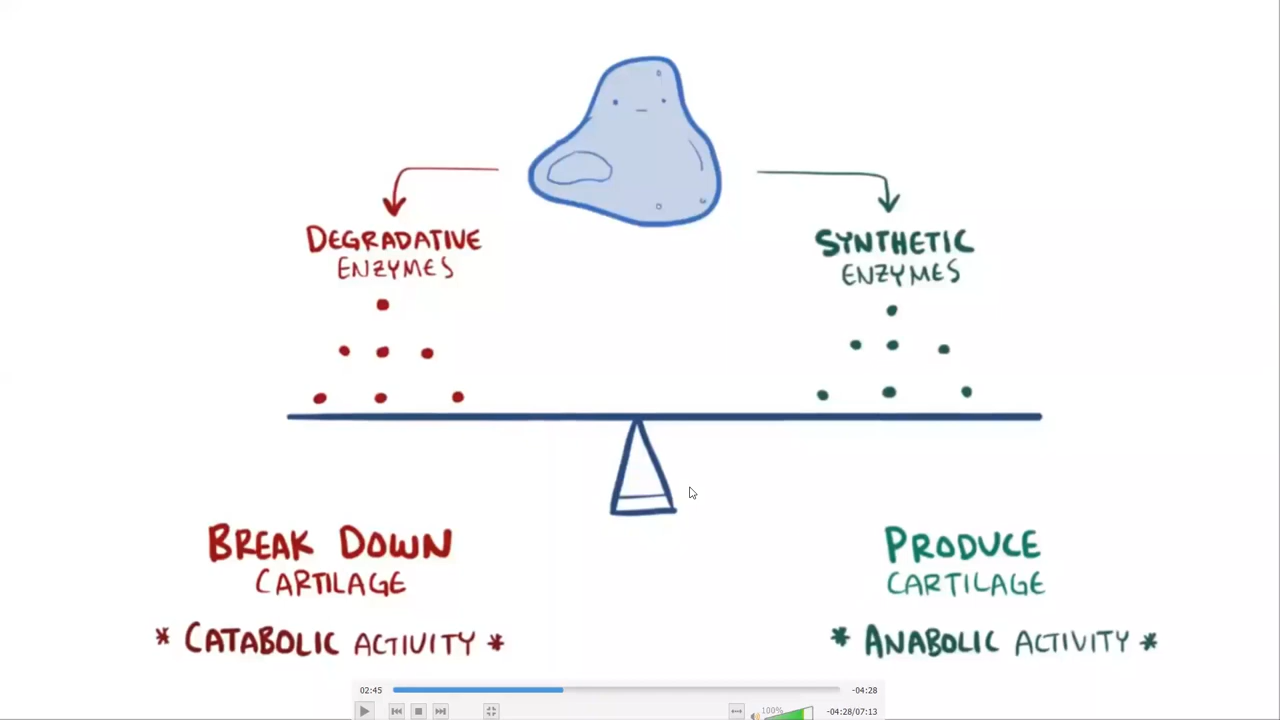 DEGRADATIVE
ENZYMES
SYNTHETIC
ENZYMES
BREAK DOWN
CARTILAGE
* CATABOLIC ACTIVITY *
PRODUCE
CARTILAGE
* ANABOLIC ACTIVITY *
02:45
-04:28
100%
-04:28/07:13